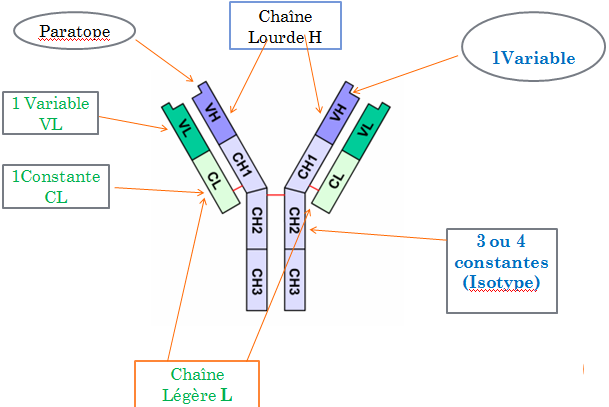 Chaîne
Lourde H
Paratope
1Variable
1 Variable
VL
1Constante
CL
VL
VH
CH1
CL
CH2
CH3
VH
VL
CH1
CL
CH2
CH3
3 ou 4
constantes
(Isotype)
Chaîne
Légère L